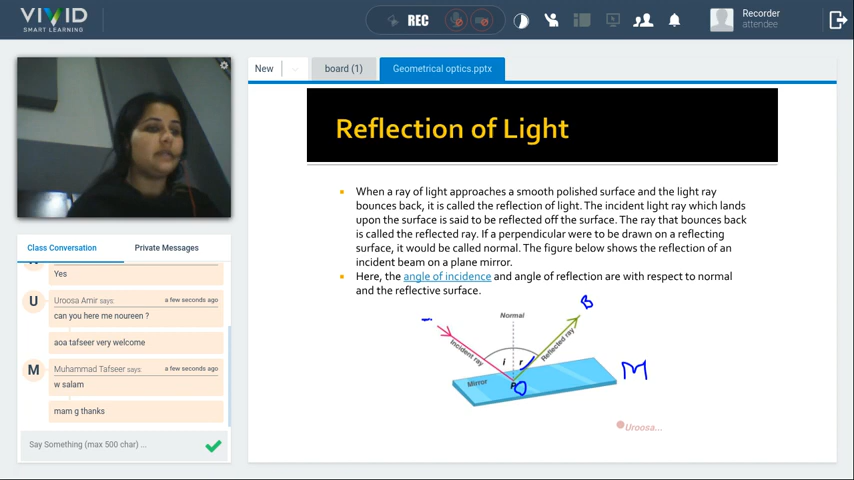 VIVID
SMART LEARNING
REC
Recorder
attendee
New
board (1)
Geometrical optics.pptx
Reflection of Light
When a ray of light approaches a smooth polished surface and the light ray
bounces back, it is called the reflection of light. The incident light ray which lands
upon the surface is said to be reflected off the surface. The ray that bounces back
is called the reflected ray. If a perpendicular were to be drawn on a reflecting
surface, it would be called normal. The figure below shows the reflection of an
incident beam on a plane mirror.
Here, the angle of incidence and angle of reflection are with respect to normal
and the reflective surface.
Normal
B
Incident ray
i
r
Reflected ray
Mirror
O
M
Uroosa...
Class Conversation
Private Messages
Yes
U
Uroosa Amir says:
a few seconds ago
can you here me noureen ?
aoa tafseer very welcome
M
Muhammad Tafseer says:
a few seconds ago
w salam
mam g thanks
Say Something (max 500 char) ...